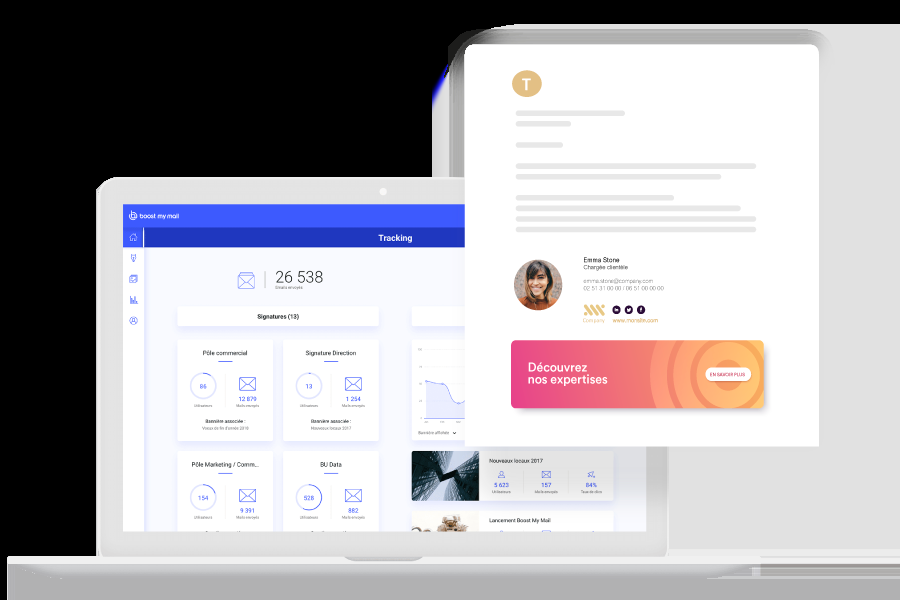 boost my mail
Tracking
26 538
Emails envoyés
Signatures (13)
Pôle commercial
86
Utilisateurs
12 879
Mails envoyés
Bannière associée :
Vœux de fin d'année 2018
Signature Direction
13
Utilisateurs
1 254
Mails envoyés
Bannière associée :
Nouveaux locaux 2017
Pôle Marketing / Comm...
154
Utilisateurs
9 391
Mails envoyés
BU Data
528
Utilisateurs
882
Mails envoyés
Bannière affichée
Nouveaux locaux 2017
5 623
Utilisateurs
157
Mails envoyés
84%
Taux de clics
Lancement Boost My Mail
T
Emma Stone
Chargée clientèle
emma.stone@company.com
02 51 31 00 00 / 06 51 00 00 00
Company
www.monsite.com
Découvrez
nos expertises
EN SAVOIR PLUS